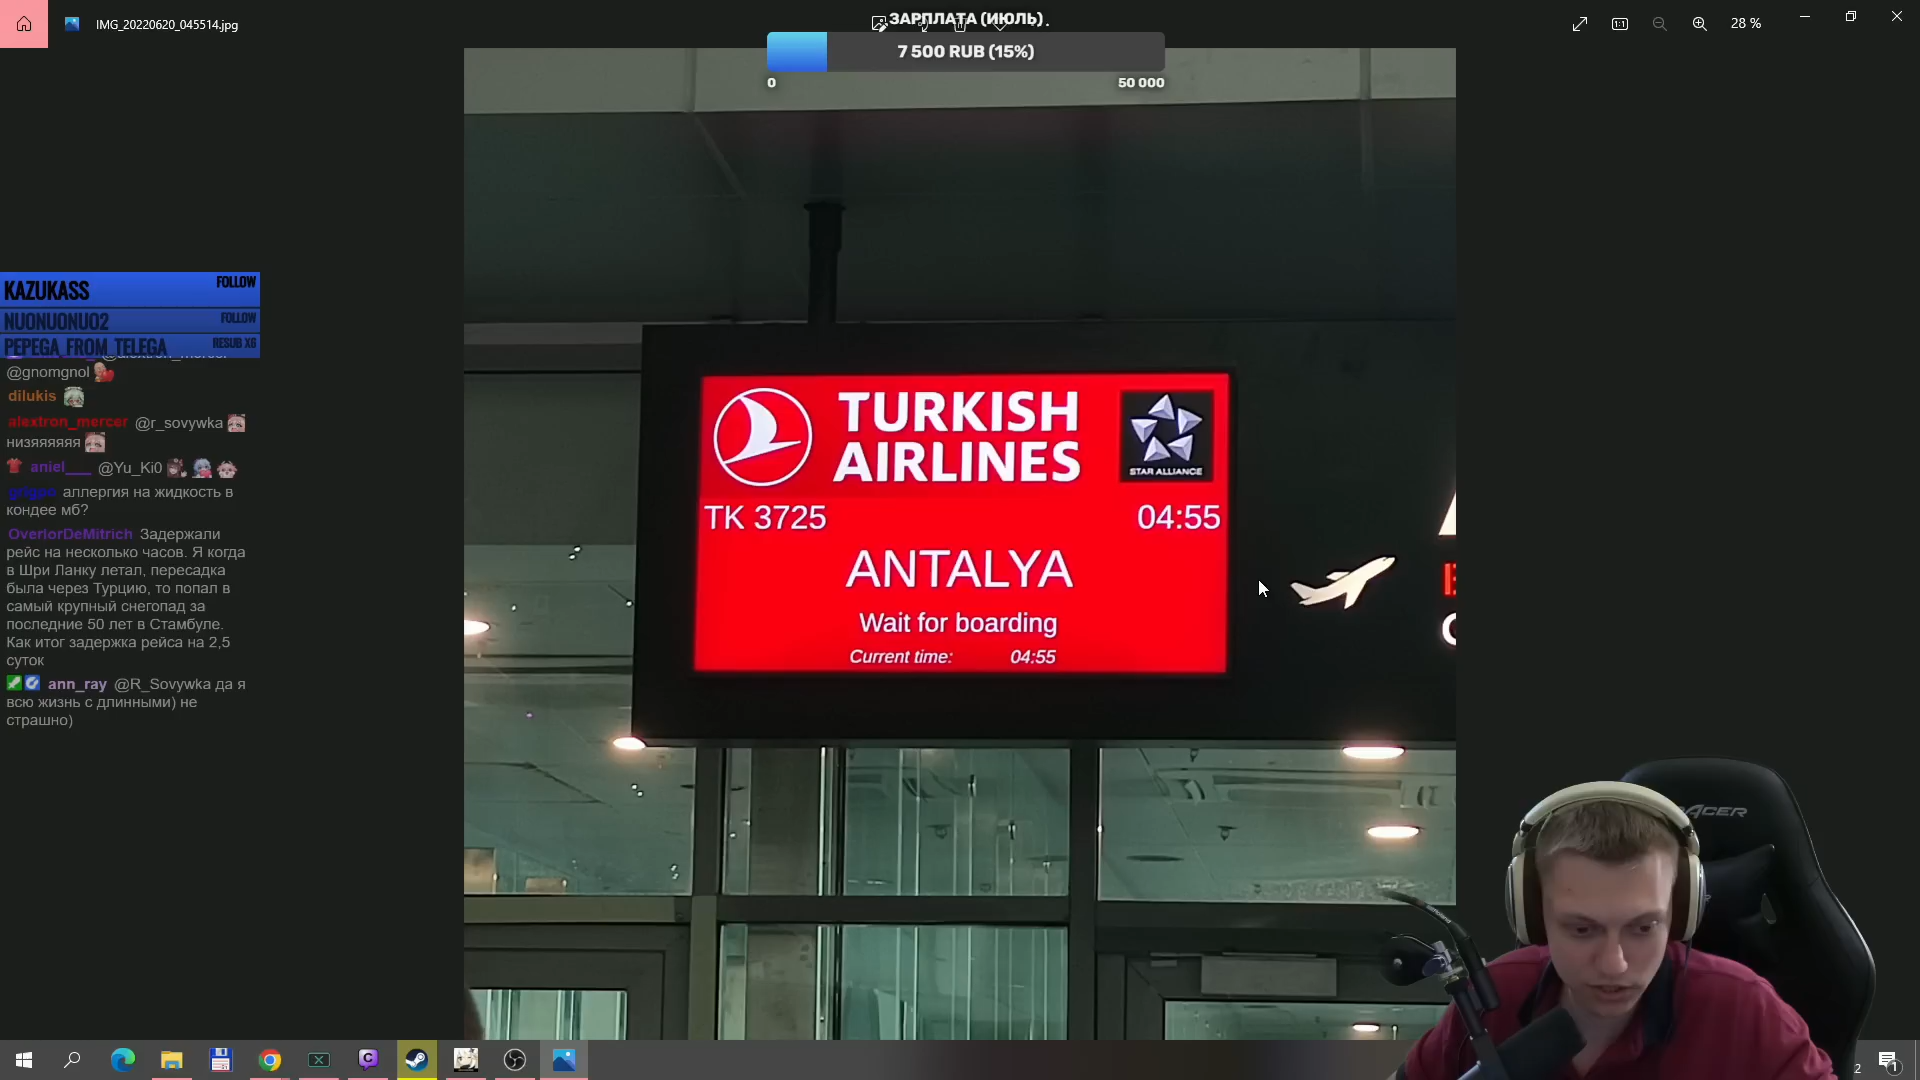 IMG_20220620_045514.jpg
28 %
ЗАРПЛАТА (ИЮЛЬ) .
7 500 RUB (15%)
0
50 000
KAZUKASS
FOLLOW
NUONUONUO2
FOLLOW
PEPEGA_FROM_TELEGA
RESUB X6
@gnomgnol
dilukis
alextron_mercer @r_sovywka
низяяяяяя
aniel___ @Yu_Ki0
аллергия на жидкость в
кондее мб?
OverlorDeMitrich Задержали
рейс на несколько часов. Я когда
в Шри Ланку летал, пересадка
была через Турцию, то попал в
самый крупный снегопад за
последние 50 лет в Стамбуле.
Как итог задержка рейса на 2,5
суток
ann_ray @R_Sovywka да я
всю жизнь с длинными) не
страшно)
TURKISH
AIRLINES
STAR ALLIANCE
TK 3725
04:55
ANTALYA
Wait for boarding
Current time:
04:55
2
1